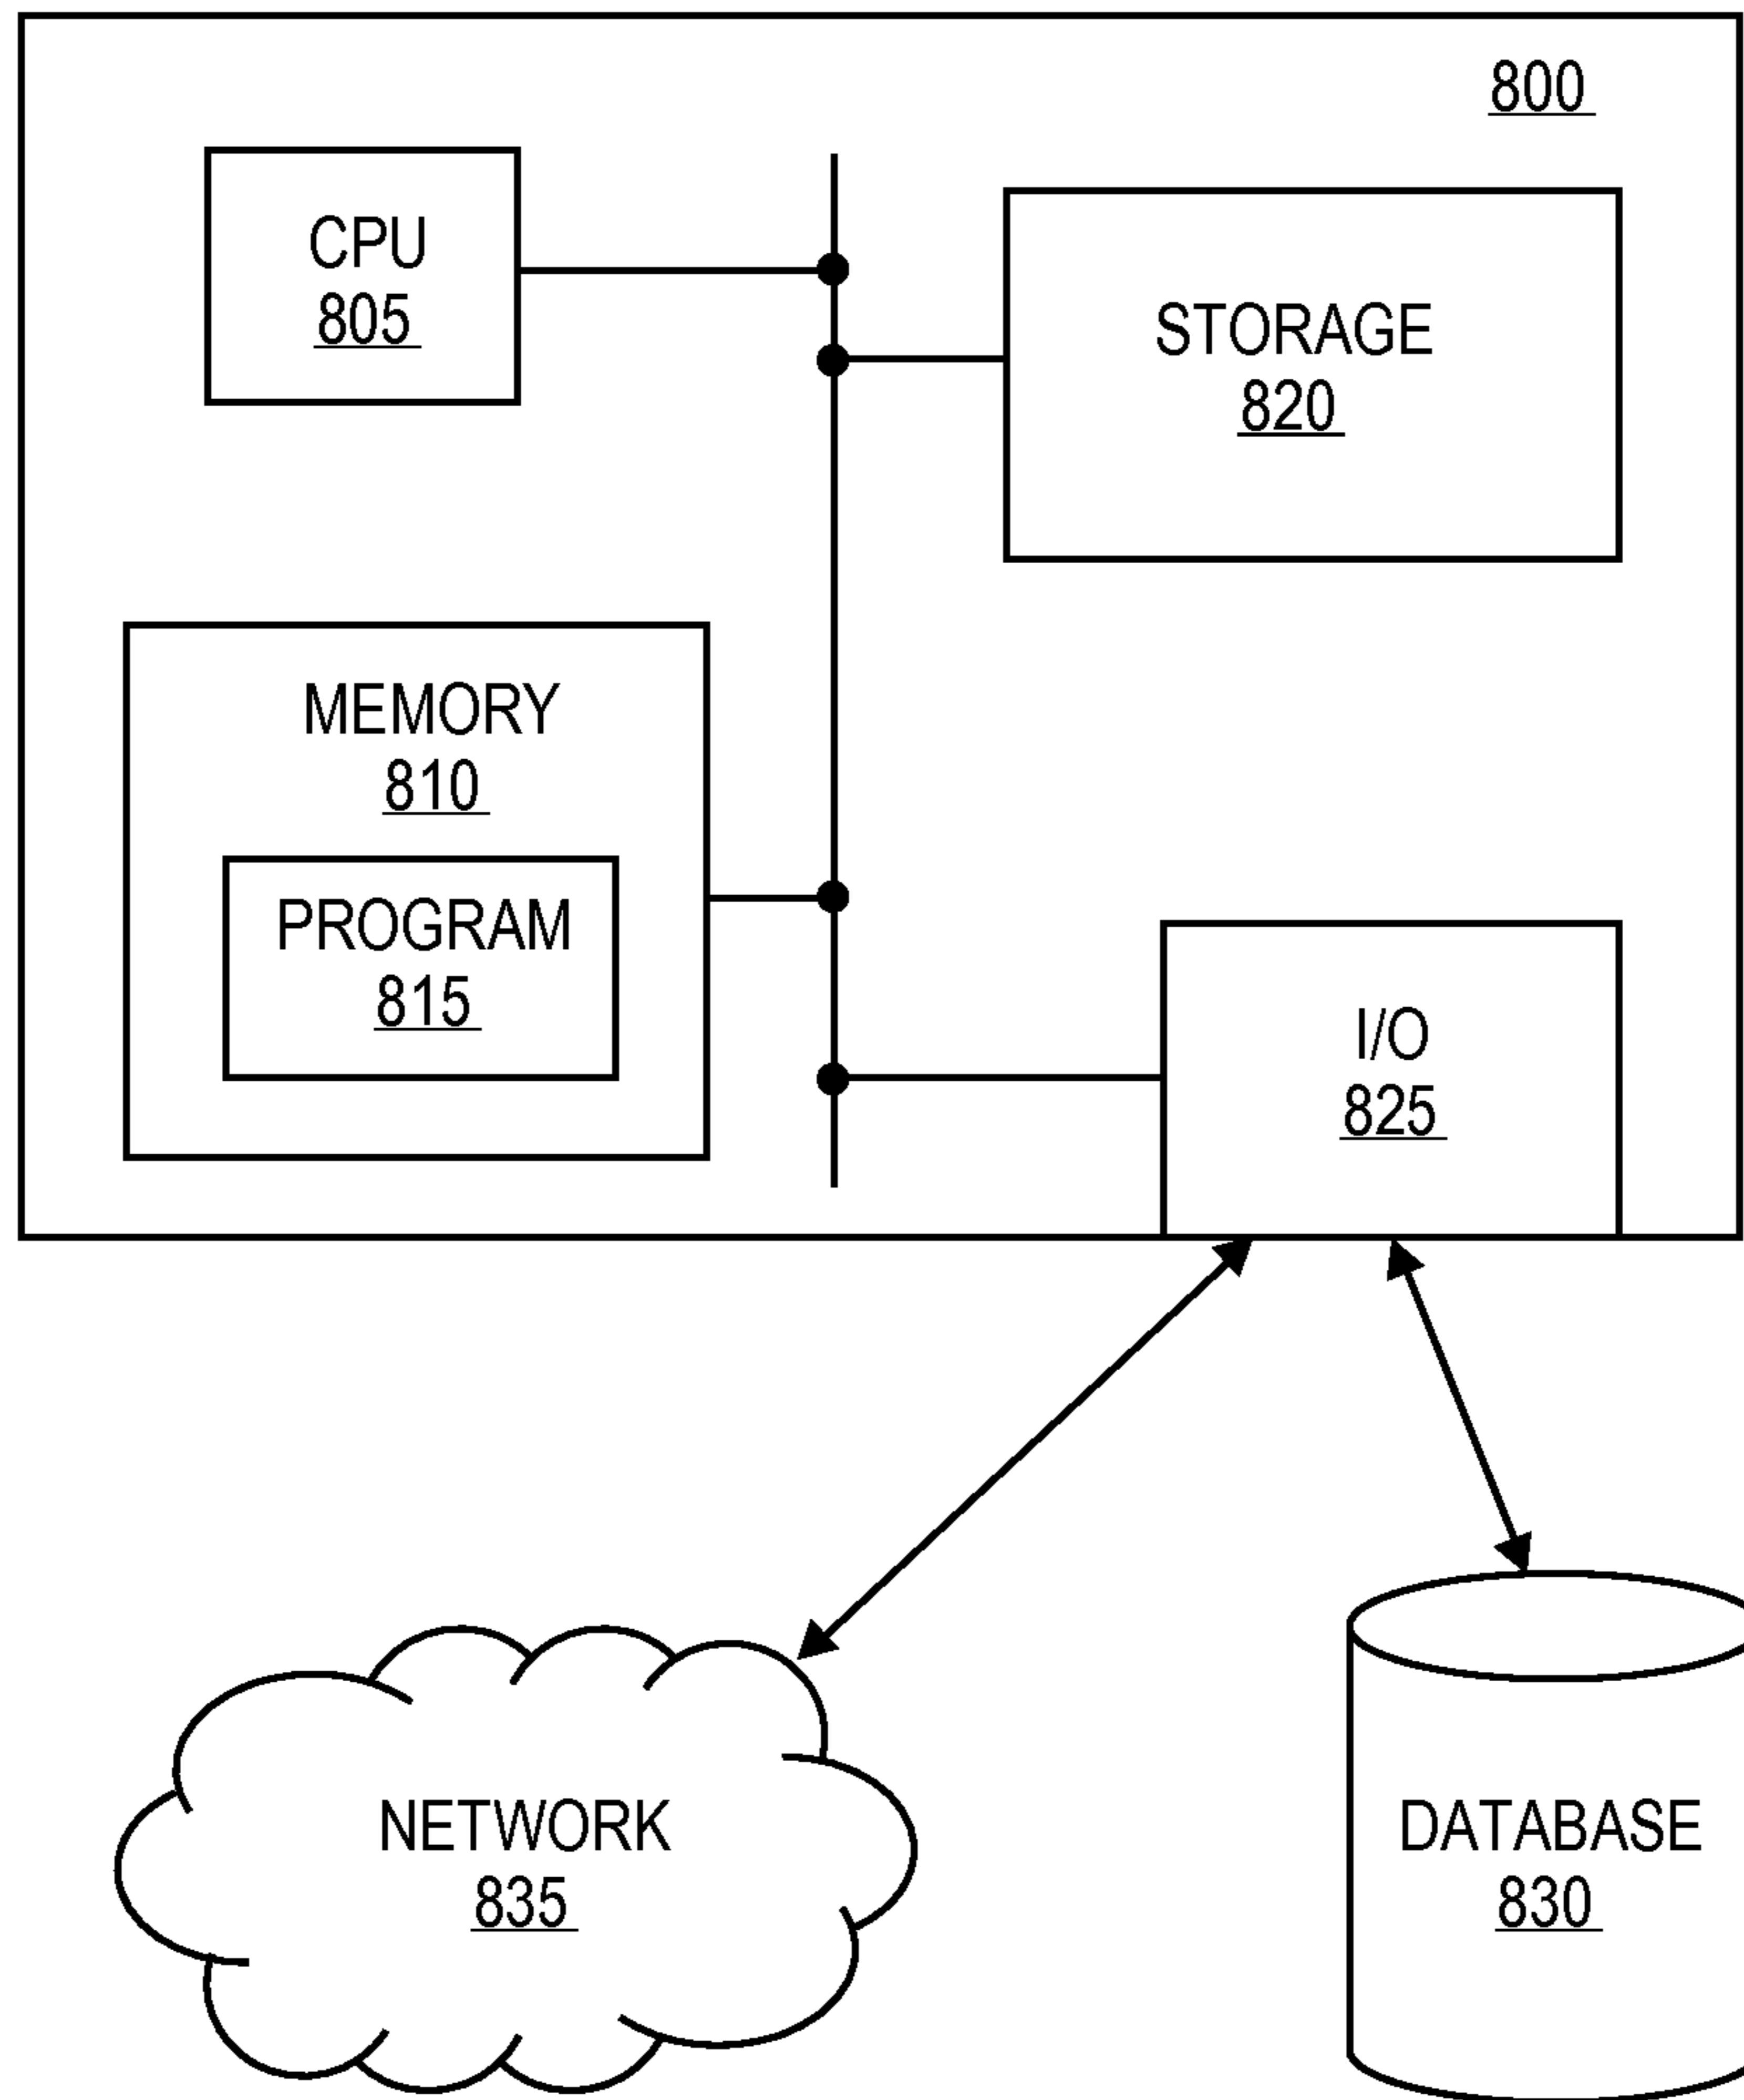 800
CPU
805
STORAGE
820
MEMORY
810
PROGRAM
815
I/O
825
NETWORK
835
DATABASE
830